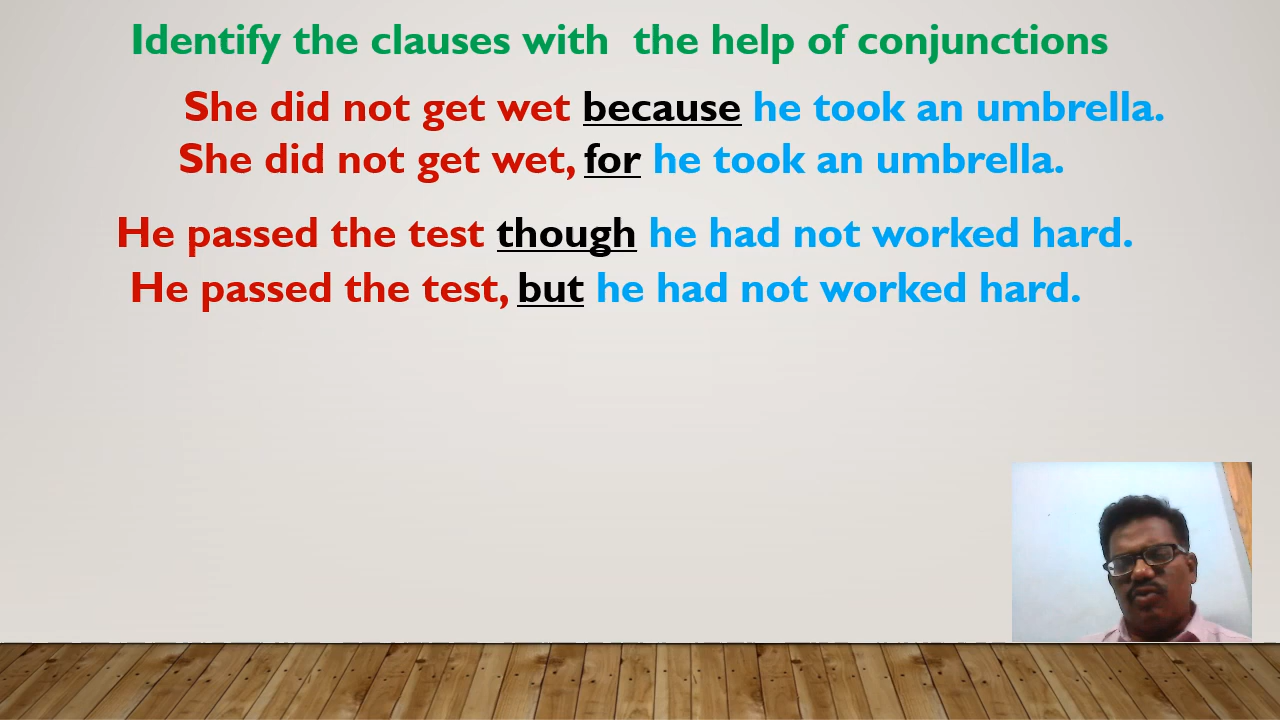 Identify the clauses with  the help of conjunctions
She did not get wet because he took an umbrella.
She did not get wet, for he took an umbrella.
He passed the test though he had not worked hard.
He passed the test, but he had not worked hard.